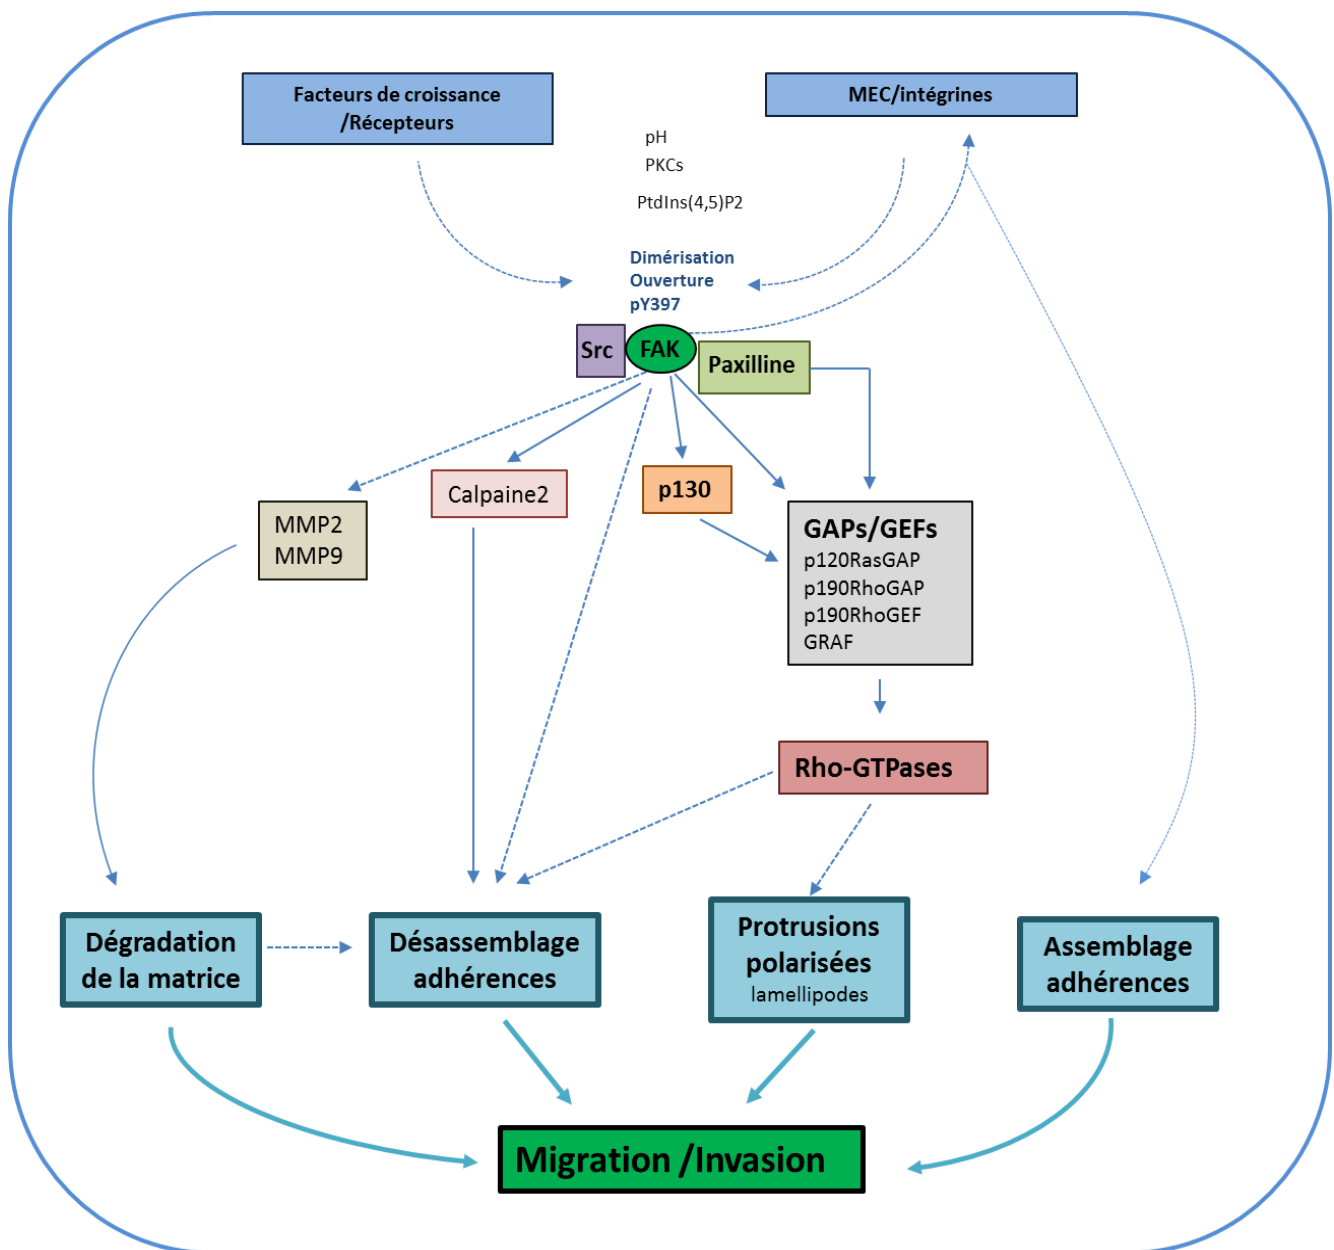 Facteurs de croissance
/Récepteurs
MEC/intégrines
pH
PKCs
PtdIns(4,5)P2
Dimérisation
Ouverture
pY397
Src
FAK
Paxilline
MMP2
MMP9
Calpaine2
p130
GAPs/GEFs
p120RasGAP
p190RhoGAP
p190RhoGEF
GRAF
Rho-GTPases
Dégradation
de la matrice
Désassemblage
adhérences
Protrusions
polarisées
lamellipodes
Assemblage
adhérences
Migration /Invasion